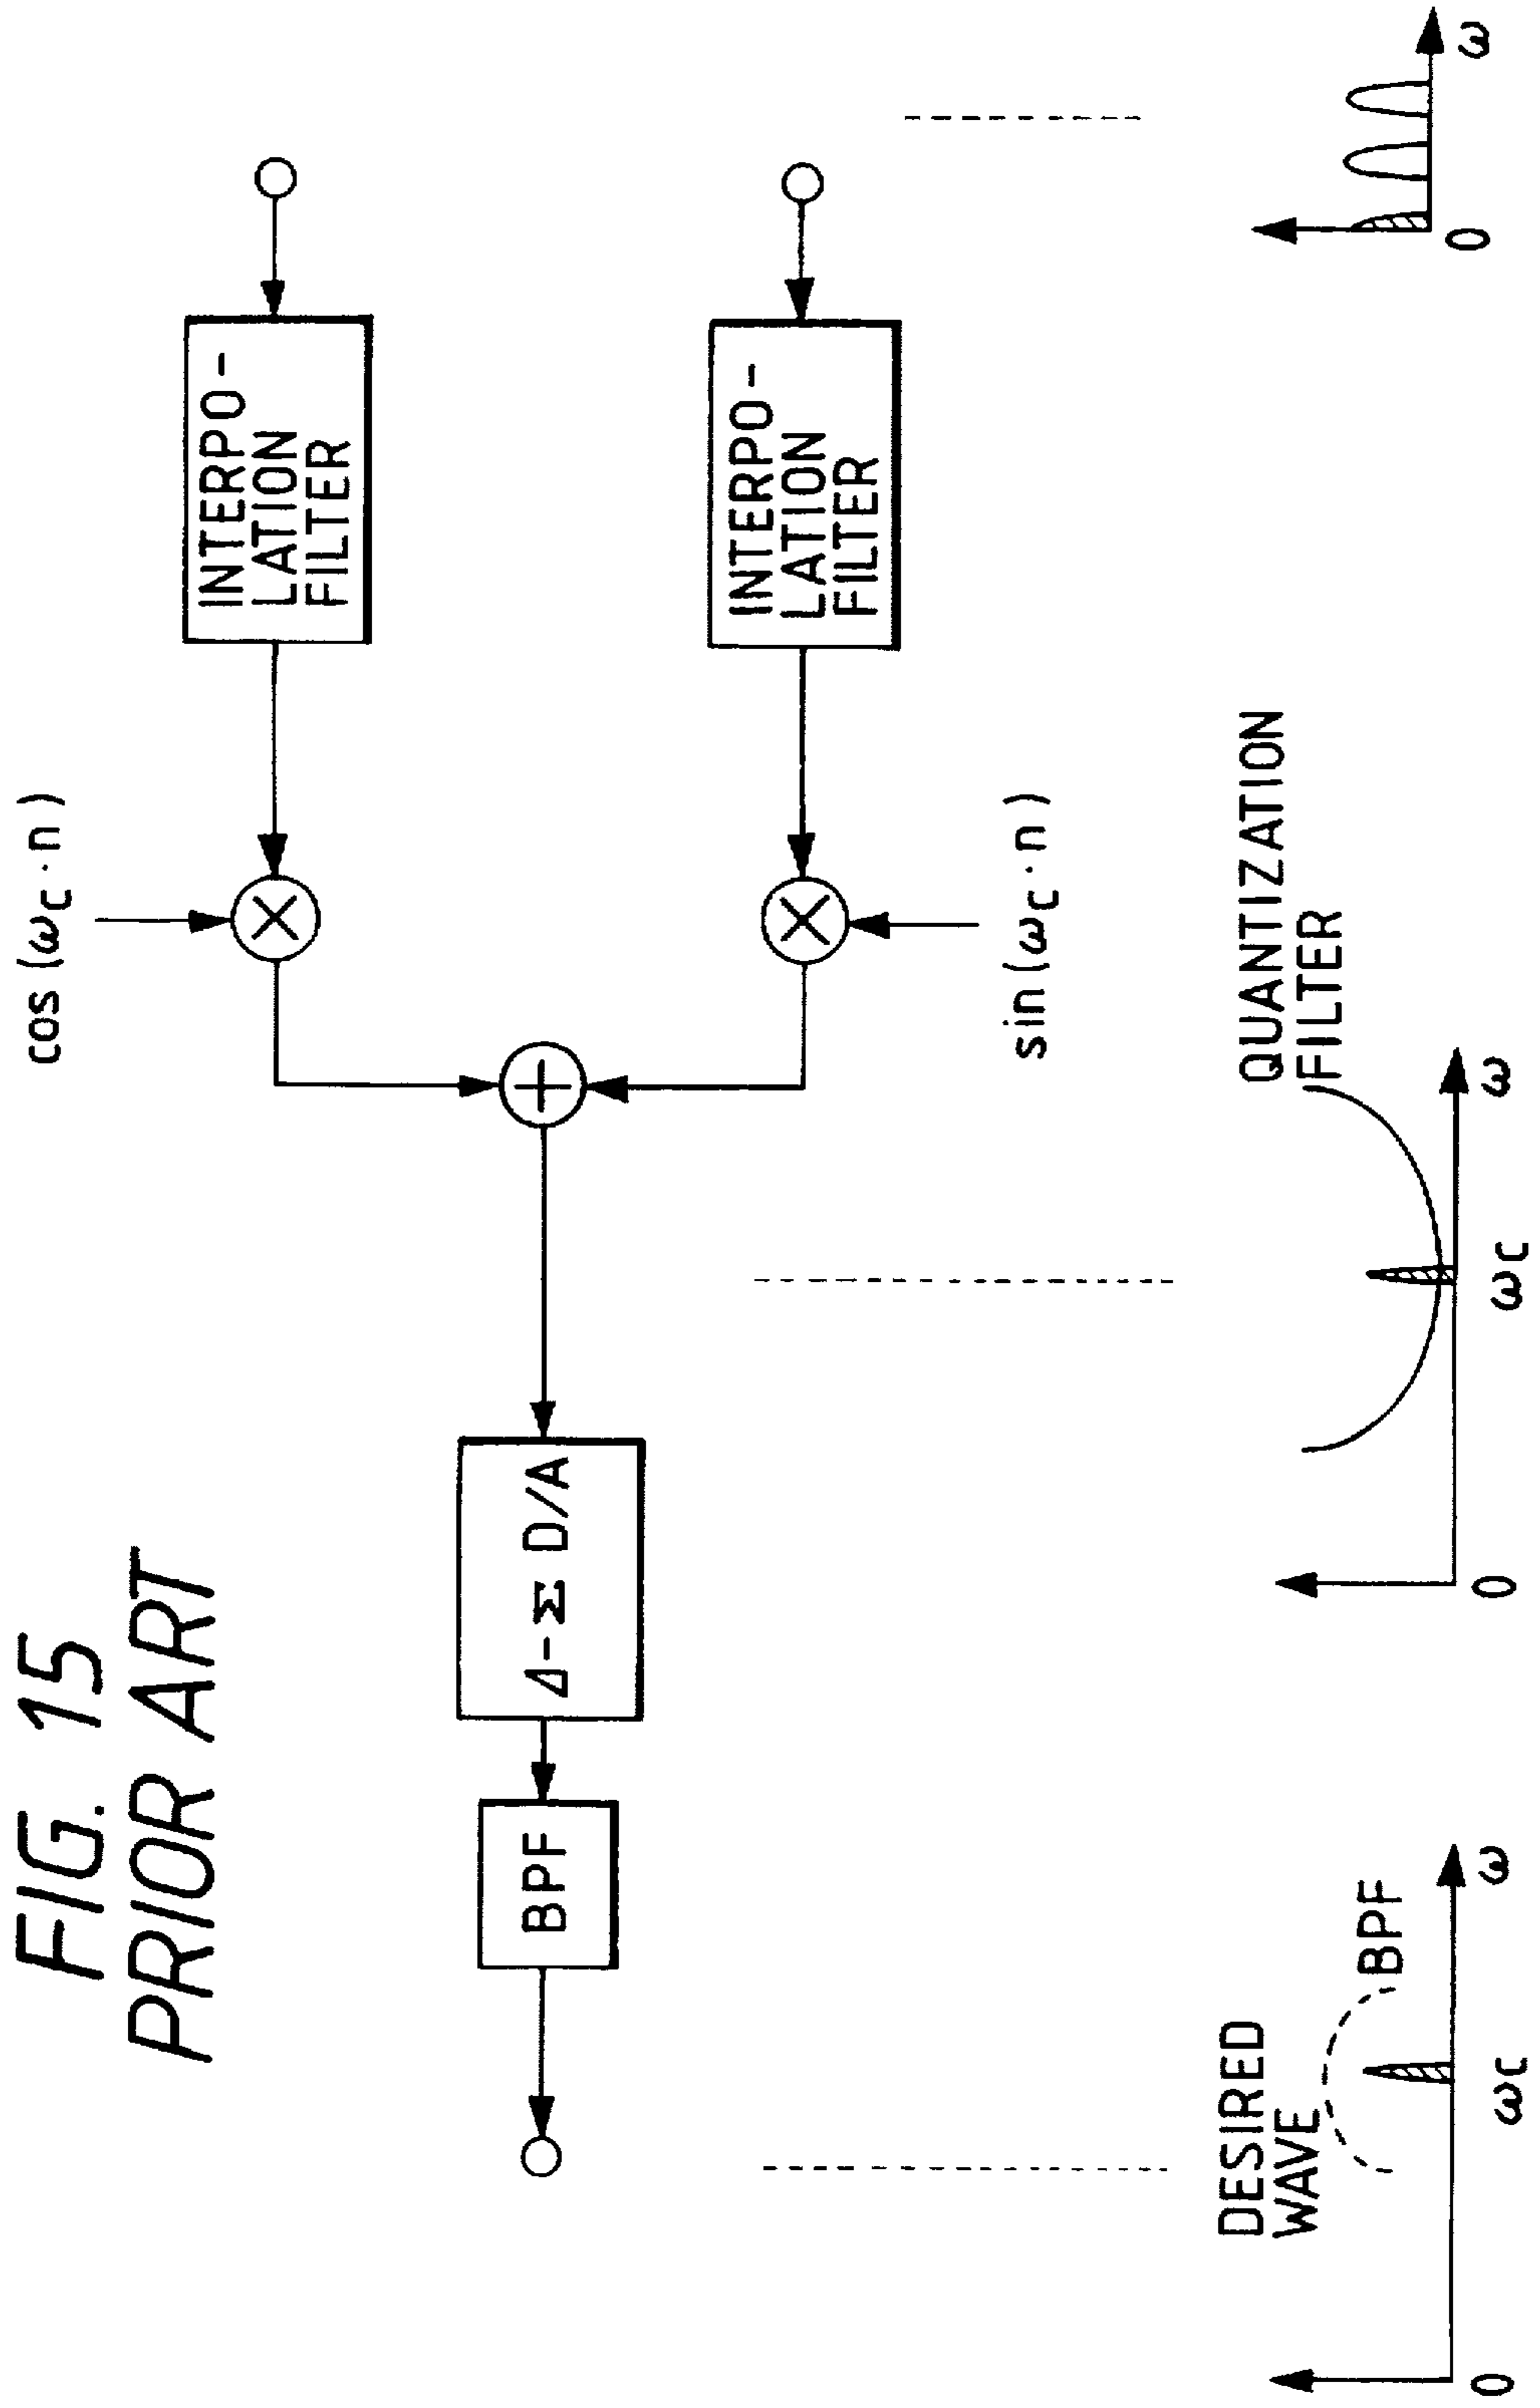 FIG. 15
PRIOR ART
cos (ωc · n)
INTERPO-
LATION
FILTER
BPF
Δ-Σ D/A
+
×
×
INTERPO-
LATION
FILTER
sin (ωc · n)
DESIRED
WAVE
BPF
0
ωc
ω
QUANTIZATION
FILTER
0
ωc
ω
0
ω